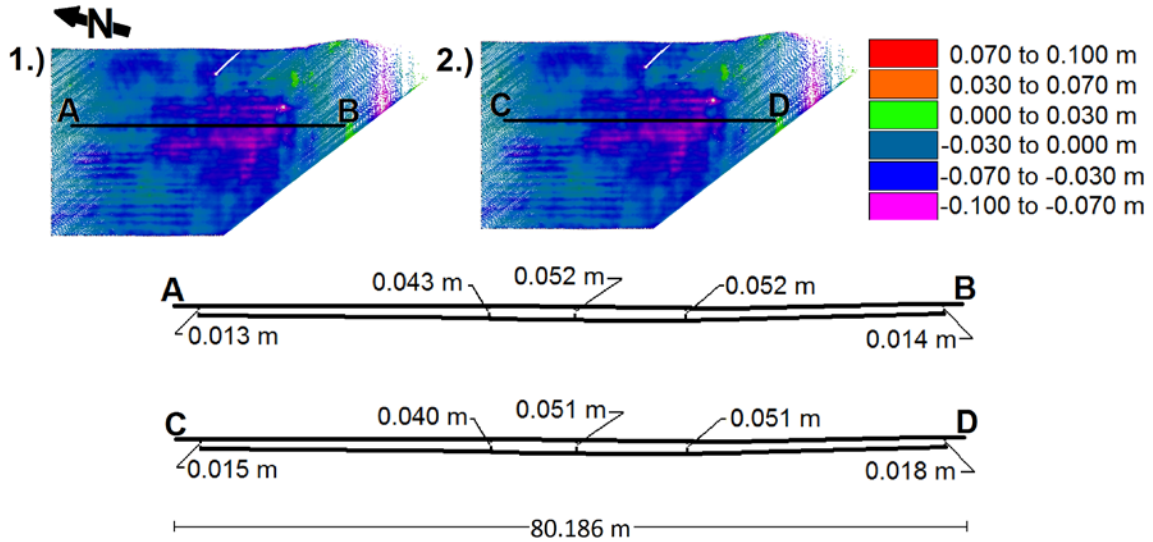 N
1.)
A
B
2.)
C
D
0.070 to 0.100 m
0.030 to 0.070 m
0.000 to 0.030 m
-0.030 to 0.000 m
-0.070 to -0.030 m
-0.100 to -0.070 m
A
0.043 m
0.052 m
0.052 m
B
0.013 m
0.014 m
C
0.040 m
0.051 m
0.051 m
D
0.015 m
0.018 m
80.186 m